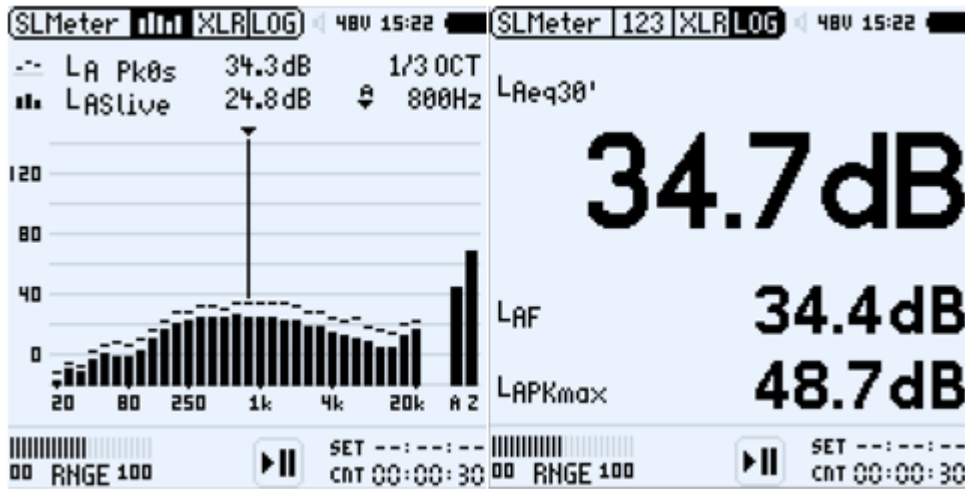 SLMeter XLR LOG 48V 15:22
LA Pk0s 34.3dB 1/3 OCT
LASlive 24.8dB 800Hz
120
80
40
0
20 80 250 1k 4k 20k A Z
00 RNGE 100
SET --:--:--
CNT 00:00:30
SLMeter 123 XLR LOG 48V 15:22
LAeq30'
34.7dB
LAF 34.4dB
LAPKmax 48.7dB
00 RNGE 100
SET --:--:--
CNT 00:00:30